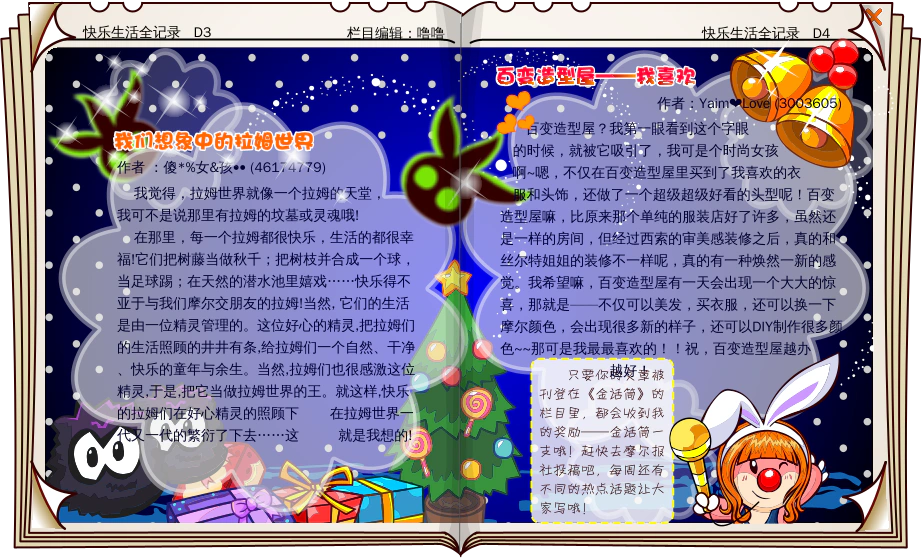 快乐生活全记录 D3
栏目编辑：噜噜
我们想象中的拉姆世界
作者 ：傻*%女&孩•• (46174779)
我觉得，拉姆世界就像一个拉姆的天堂，
我可不是说那里有拉姆的坟墓或灵魂哦!
在那里，每一个拉姆都很快乐，生活的都很幸
福!它们把树藤当做秋千；把树枝并合成一个球，
当足球踢；在天然的潜水池里嬉戏……快乐得不
亚于与我们摩尔交朋友的拉姆!当然, 它们的生活
是由一位精灵管理的。这位好心的精灵,把拉姆们
的生活照顾的井井有条,给拉姆们一个自然、干净
、快乐的童年与余生。当然,拉姆们也很感激这位
精灵,于是,把它当做拉姆世界的王。就这样,快乐
的拉姆们在好心精灵的照顾下 在拉姆世界一
代又一代的繁衍了下去……这 就是我想的!
快乐生活全记录 D4
百变造型屋——我喜欢
作者：Yaim❤Love (3003605)
百变造型屋？我第一眼看到这个字眼
的时候，就被它吸引了，我可是个时尚女孩
啊~嗯，不仅在百变造型屋里买到了我喜欢的衣
服和头饰，还做了一个超级超级好看的头型呢！百变
造型屋嘛，比原来那个单纯的服装店好了许多，虽然还
是一样的房间，但经过西索的审美感装修之后，真的和
丝尔特姐姐的装修不一样呢，真的有一种焕然一新的感
觉。我希望嘛，百变造型屋有一天会出现一个大大的惊
喜，那就是——不仅可以美发，买衣服，还可以换一下
摩尔颜色，会出现很多新的样子，还可以DIY制作很多颜
色~~那可是我最最喜欢的！！祝，百变造型屋越办
越好！
只要你的文章被
刊登在《金话筒》的
栏目里，都会收到我
的奖励——金话筒一
支哦！赶快去摩尔报
社投稿吧，每周还有
不同的热点话题让大
家写哦！